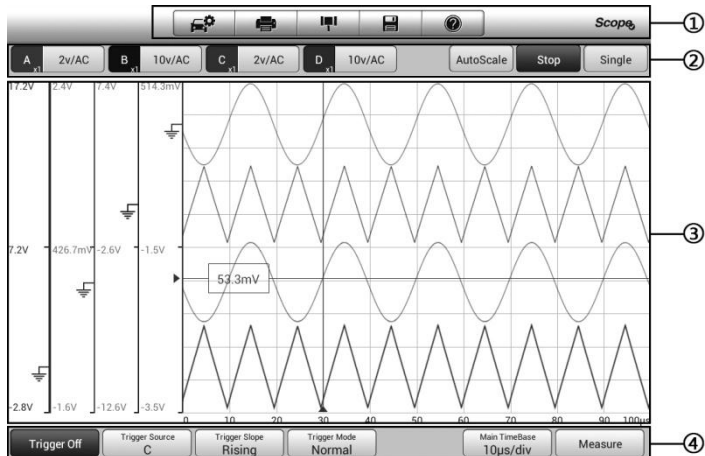 Scope
①
A x1 2v/AC B x1 10v/AC C x1 2v/AC D x1 10v/AC AutoScale Stop Single
②
17.2V 2.4V 7.4V 514.3mV
③
7.2V 426.7mV -2.6V -1.5V
53.3mV
-2.8V -1.6V -12.6V -3.5V
0 10 20 30 40 50 60 70 80 90 100µs
Trigger Off Trigger Source C Trigger Slope Rising Trigger Mode Normal Main TimeBase 10µs/div Measure
④